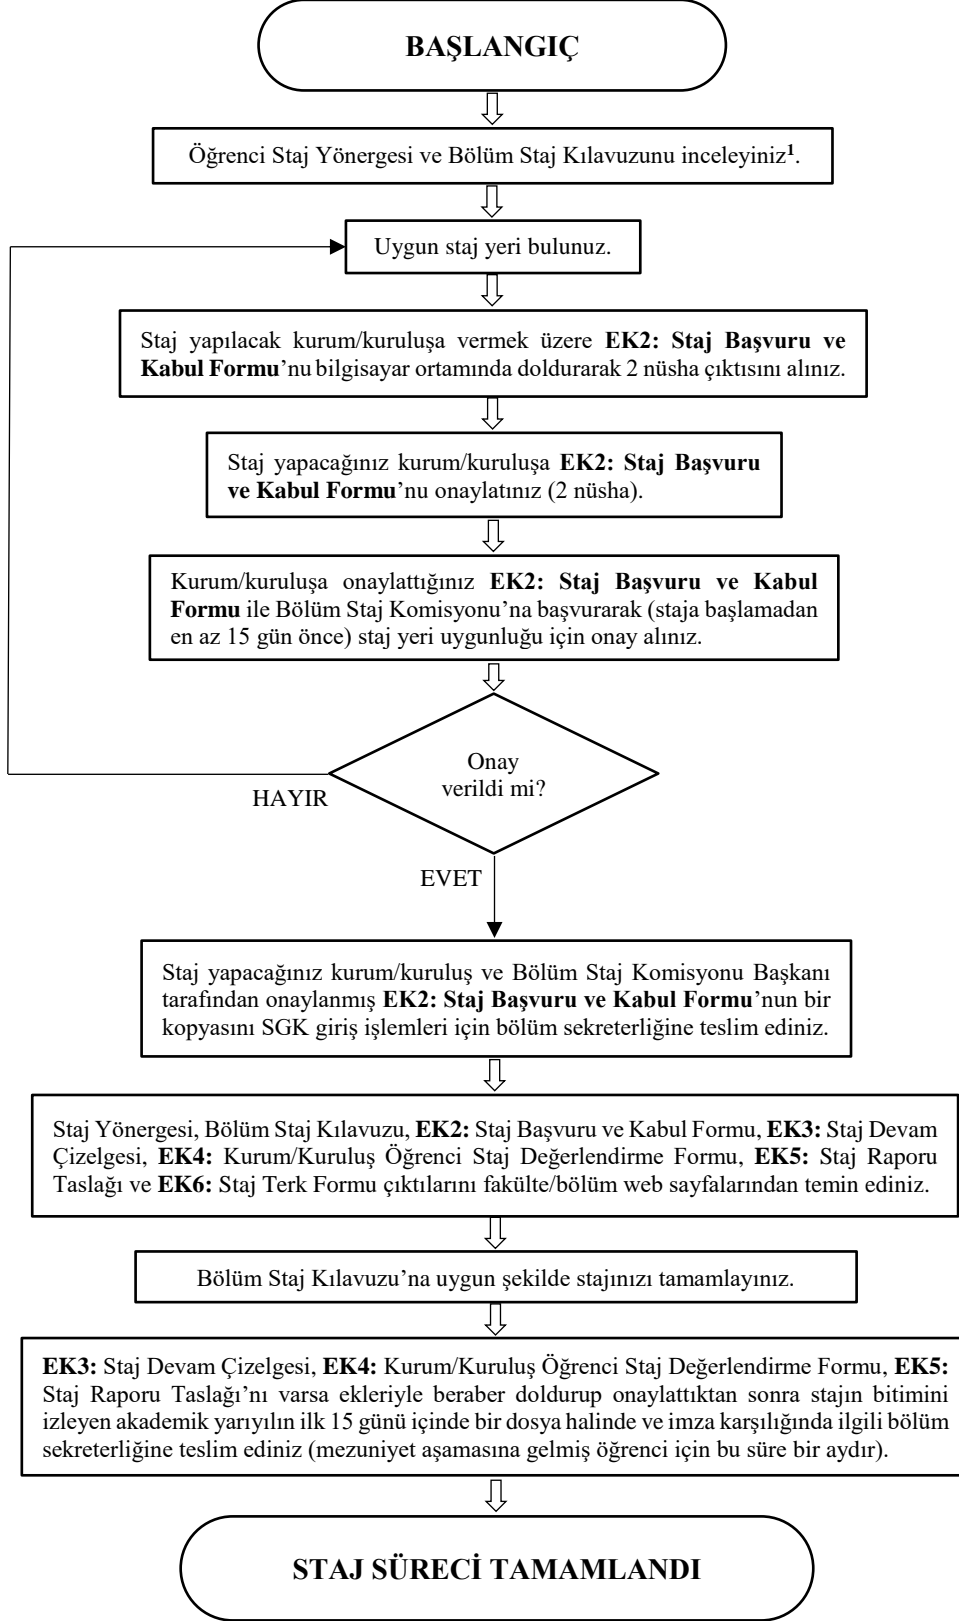 BAŞLANGIÇ
Öğrenci Staj Yönergesi ve Bölüm Staj Kılavuzunu inceleyiniz¹.
Uygun staj yeri bulunuz.
Staj yapılacak kurum/kuruluşa vermek üzere EK2: Staj Başvuru ve
Kabul Formu’nu bilgisayar ortamında doldurarak 2 nüsha çıktısını alınız.
Staj yapacağınız kurum/kuruluşa EK2: Staj Başvuru
ve Kabul Formu’nu onaylatınız (2 nüsha).
Kurum/kuruluşa onaylattığınız EK2: Staj Başvuru ve Kabul
Formu ile Bölüm Staj Komisyonu’na başvurarak (staja başlamadan
en az 15 gün önce) staj yeri uygunluğu için onay alınız.
Onay
verildi mi?
HAYIR
EVET
Staj yapacağınız kurum/kuruluş ve Bölüm Staj Komisyonu Başkanı
tarafından onaylanmış EK2: Staj Başvuru ve Kabul Formu’nun bir
kopyasını SGK giriş işlemleri için bölüm sekreterliğine teslim ediniz.
Staj Yönergesi, Bölüm Staj Kılavuzu, EK2: Staj Başvuru ve Kabul Formu, EK3: Staj Devam
Çizelgesi, EK4: Kurum/Kuruluş Öğrenci Staj Değerlendirme Formu, EK5: Staj Raporu
Taslağı ve EK6: Staj Terk Formu çıktılarını fakülte/bölüm web sayfalarından temin ediniz.
Bölüm Staj Kılavuzu’na uygun şekilde stajınızı tamamlayınız.
EK3: Staj Devam Çizelgesi, EK4: Kurum/Kuruluş Öğrenci Staj Değerlendirme Formu, EK5:
Staj Raporu Taslağı’nı varsa ekleriyle beraber doldurup onaylattıktan sonra stajın bitimini
izleyen akademik yarıyılın ilk 15 günü içinde bir dosya halinde ve imza karşılığında ilgili bölüm
sekreterliğine teslim ediniz (mezuniyet aşamasına gelmiş öğrenci için bu süre bir aydır).
STAJ SÜRECİ TAMAMLANDI